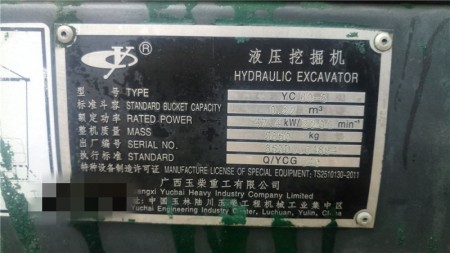 ®
液压挖掘机
HYDRAULIC EXCAVATOR
型号 TYPE YC
标准斗容 STANDARD BUCKET CAPACITY m³
额定功率 RATED POWER kW/ min⁻¹
整机质量 MASS kg
出厂编号 SERIAL NO.
执行标准 STANDARD Q/YCG
特种设备制造许可证 MANUFACTURE LICENSE OF SPECIAL EQUIPMENT: TS2510130-2011
广西玉柴重工有限公司
Guangxi Yuchai Heavy Industry Company Limited
中国玉林陆川玉柴工程机械工业集中区
Yuchai Engineering Industry Center, Luchuan, Yulin, China